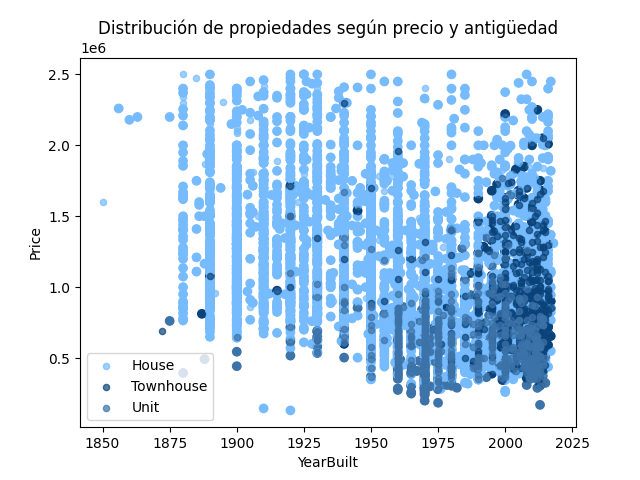 Distribución de propiedades según precio y antigüedad
1e6
2.5
2.0
1.5
1.0
0.5
Price
House
Townhouse
Unit
1850 1875 1900 1925 1950 1975 2000 2025
YearBuilt